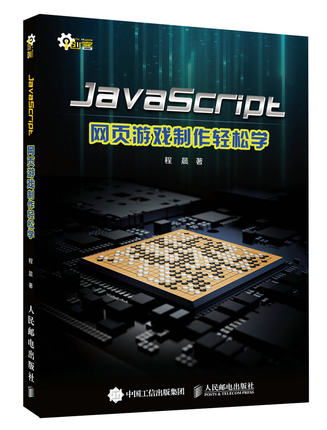 创客
JavaScript
网页游戏制作轻松学
程 晨 著
中国工信出版集团
人民邮电出版社
POSTS & TELECOM PRESS
JavaScript
网页游戏制作轻松学
程 晨 著
人民邮电出版社